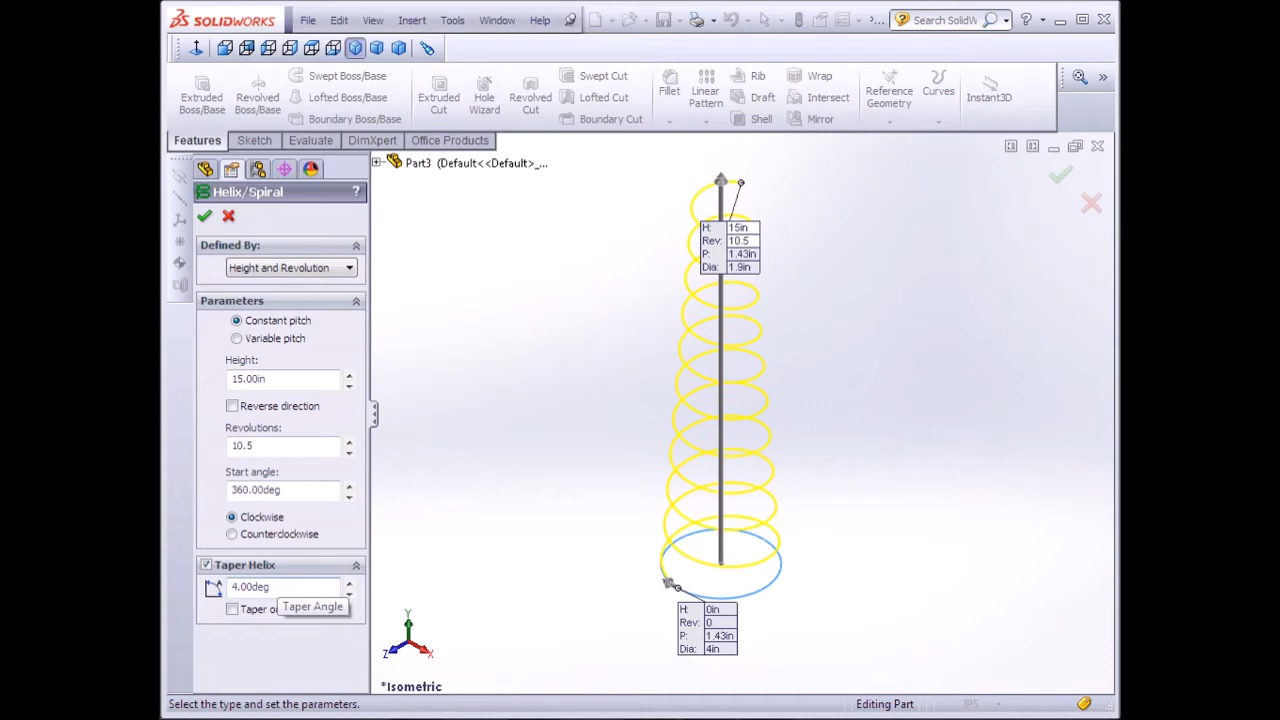 SOLIDWORKS
File Edit View Insert Tools Window Help
...
Search SolidW
?
Extruded Boss/Base
Revolved Boss/Base
Swept Boss/Base
Lofted Boss/Base
Boundary Boss/Base
Extruded Cut
Hole Wizard
Revolved Cut
Swept Cut
Lofted Cut
Boundary Cut
Fillet
Linear Pattern
Rib
Draft
Shell
Wrap
Intersect
Mirror
Reference Geometry
Curves
Instant3D
Features Sketch Evaluate DimXpert Office Products
Part3 (Default<<Default>_...
Helix/Spiral ?
Defined By:
Height and Revolution
Parameters
Constant pitch
Variable pitch
Height:
15.00in
Reverse direction
Revolutions:
10.5
Start angle:
360.00deg
Clockwise
Counterclockwise
Taper Helix
4.00deg
Taper o
Taper Angle
H: 15in
Rev: 10.5
P: 1.43in
Dia: 1.9in
H: 0in
Rev: 0
P: 1.43in
Dia: 4in
Y
Z
X
*Isometric
Select the type and set the parameters.
Editing Part
IPS